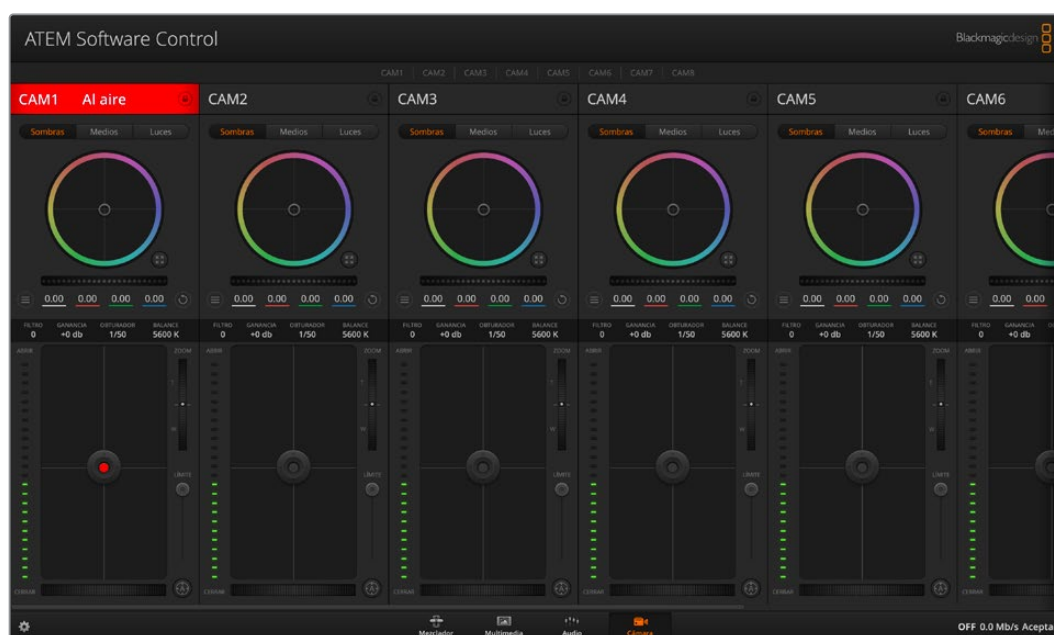 ATEM Software Control
Blackmagicdesign
CAM1 CAM2 CAM3 CAM4 CAM5 CAM6 CAM7 CAM8
CAM1 Al aire CAM2 CAM3 CAM4 CAM5 CAM6
Sombras Medios Luces Sombras Medios Luces Sombras Medios Luces Sombras Medios Luces Sombras Medios Luces Sombras Med
0.00 0.00 0.00 0.00 0.00 0.00 0.00 0.00 0.00 0.00 0.00 0.00 0.00 0.00 0.00 0.00 0.00 0.00 0.00 0.00 0.00 0.00
FILTRO GANANCIA OBTURADOR BALANCE FILTRO GANANCIA OBTURADOR BALANCE FILTRO GANANCIA OBTURADOR BALANCE FILTRO GANANCIA OBTURADOR BALANCE FILTRO GANANCIA OBTURADOR BALANCE FILTRO GANANCIA
0 +0 db 1/50 5600 K 0 +0 db 1/50 5600 K 0 +0 db 1/50 5600 K 0 +0 db 1/50 5600 K 0 +0 db 1/50 5600 K 0 +0 db
ABRIR ZOOM ABRIR ZOOM ABRIR ZOOM ABRIR ZOOM ABRIR ZOOM ABRIR
T T T T T
W W W W W
LÍMITE LÍMITE LÍMITE LÍMITE LÍMITE
CERRAR CERRAR CERRAR CERRAR CERRAR CERRAR
Mezclador Multimedia Audio Cámara
OFF 0.0 Mb/s Acepta